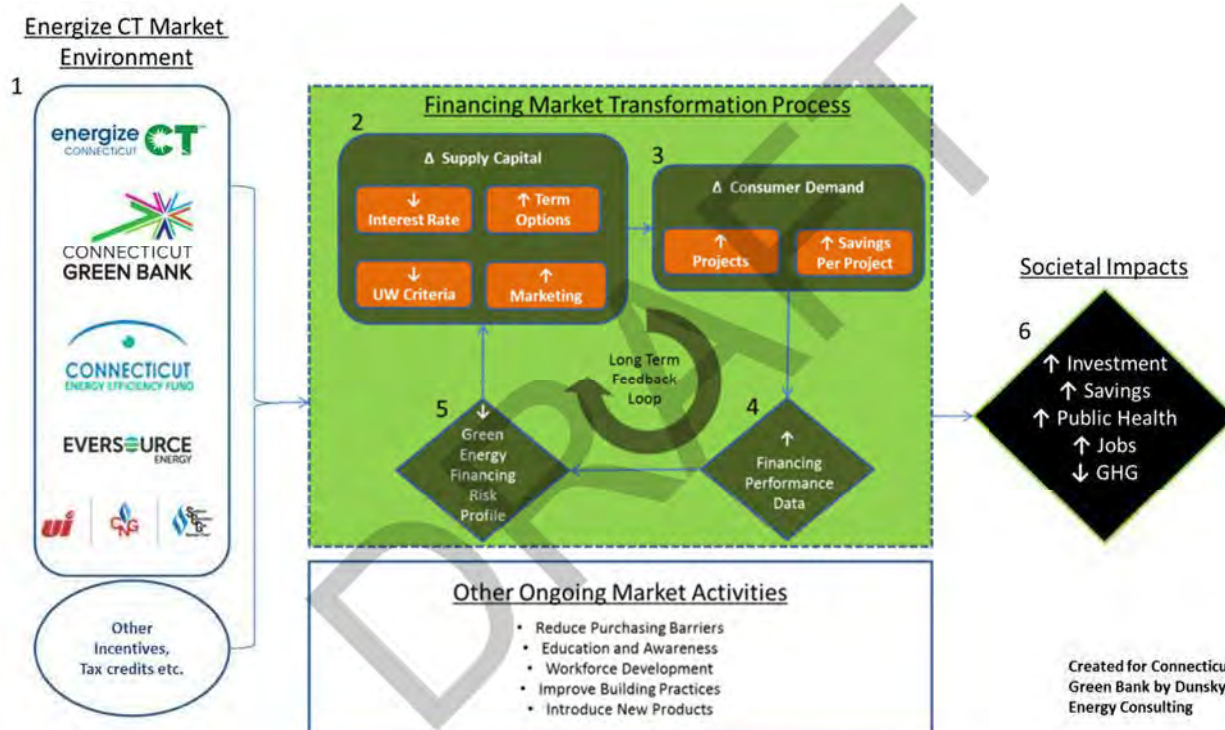 Energize CT Market
Environment
1
energize
CONNECTICUT
CT
CONNECTICUT
GREEN BANK
CONNECTICUT
ENERGY EFFICIENCY FUND
EVERSOURCE
ENERGY
UI
CNG
Other
Incentives,
Tax credits etc.
Financing Market Transformation Process
2
Δ Supply Capital
↓
Interest Rate
↑ Term
Options
↓
UW Criteria
↑
Marketing
3
Δ Consumer Demand
↑
Projects
↑ Savings
Per Project
Long Term
Feedback
Loop
4
↑
Financing
Performance
Data
5
↓
Green
Energy
Financing
Risk
Profile
Other Ongoing Market Activities
• Reduce Purchasing Barriers
• Education and Awareness
• Workforce Development
• Improve Building Practices
• Introduce New Products
Societal Impacts
6
↑ Investment
↑ Savings
↑ Public Health
↑ Jobs
↓ GHG
Created for Connecticu
Green Bank by Dunsky
Energy Consulting
DRAFT